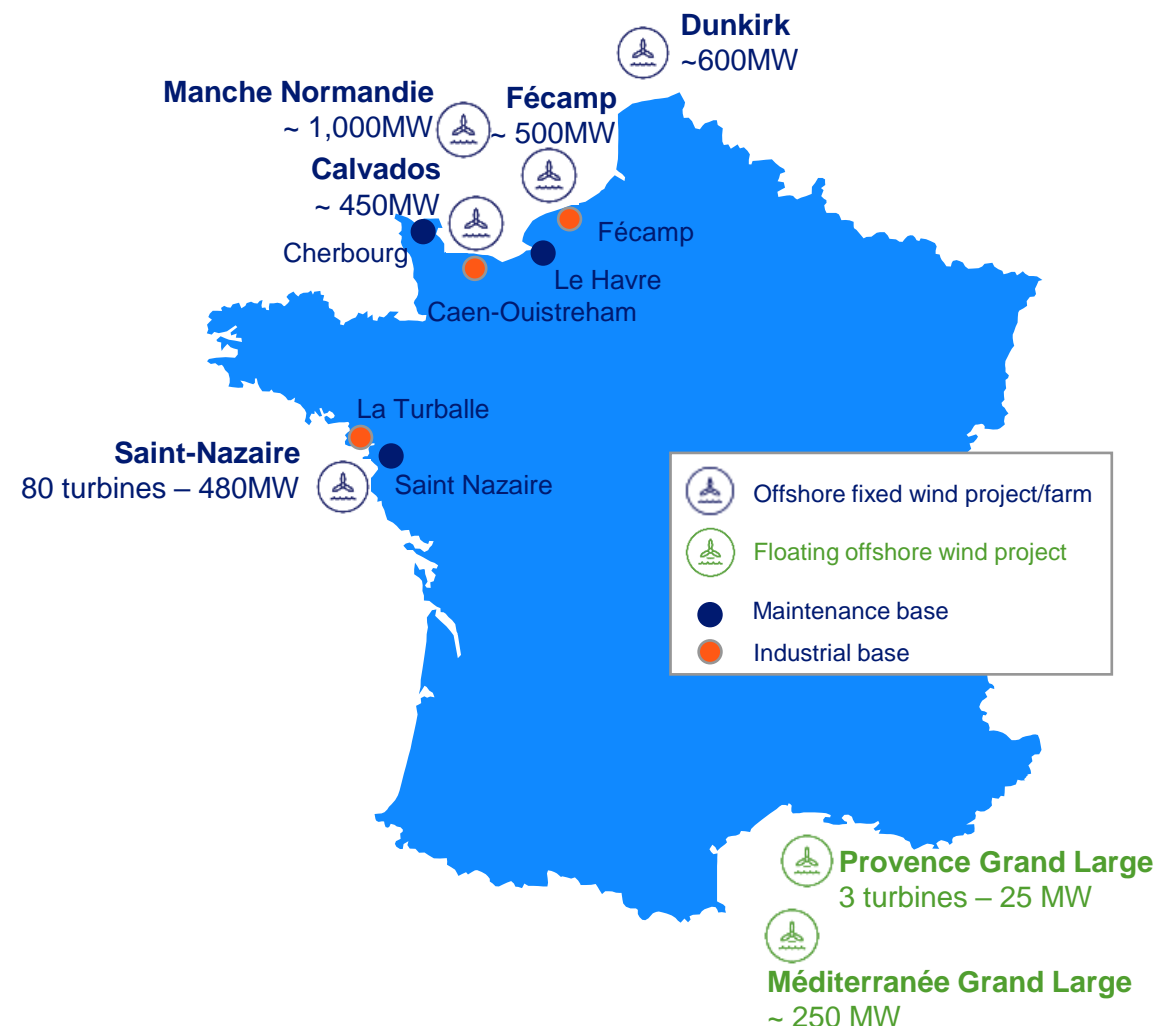 Dunkirk
~600MW
Manche Normandie
~ 1,000MW
Fécamp
~ 500MW
Calvados
~ 450MW
Cherbourg
Fécamp
Le Havre
Caen-Ouistreham
La Turballe
Saint-Nazaire
80 turbines – 480MW
Saint Nazaire
Offshore fixed wind project/farm
Floating offshore wind project
Maintenance base
Industrial base
Provence Grand Large
3 turbines – 25 MW
Méditerranée Grand Large
~ 250 MW